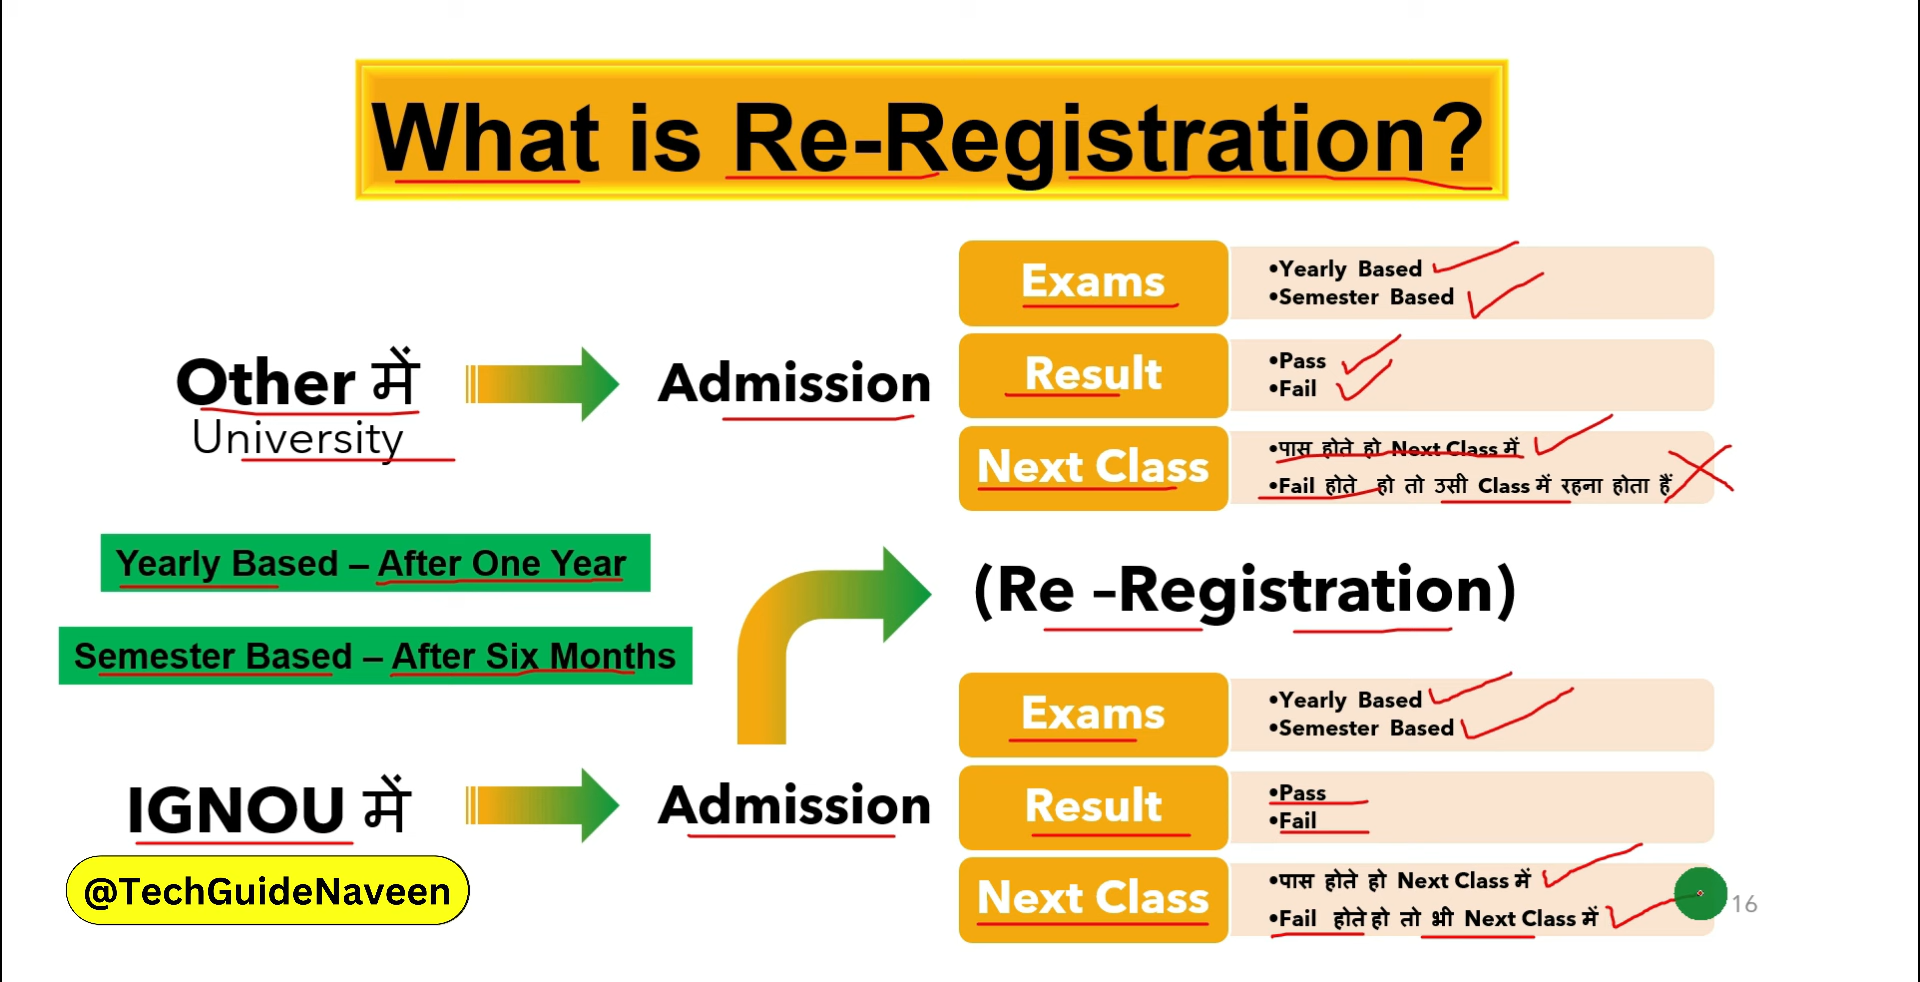 What is Re-Registration?
Exams
•Yearly Based
•Semester Based
Other में
University
Admission
Result
•Pass
•Fail
Next Class
•पास होते हो Next Class में
•Fail होते हो तो उसी Class में रहना होता हैं
Yearly Based – After One Year
Semester Based – After Six Months
(Re –Registration)
Exams
•Yearly Based
•Semester Based
IGNOU में
Admission
Result
•Pass
•Fail
@TechGuideNaveen
Next Class
•पास होते हो Next Class में
•Fail होते हो तो भी Next Class में
16